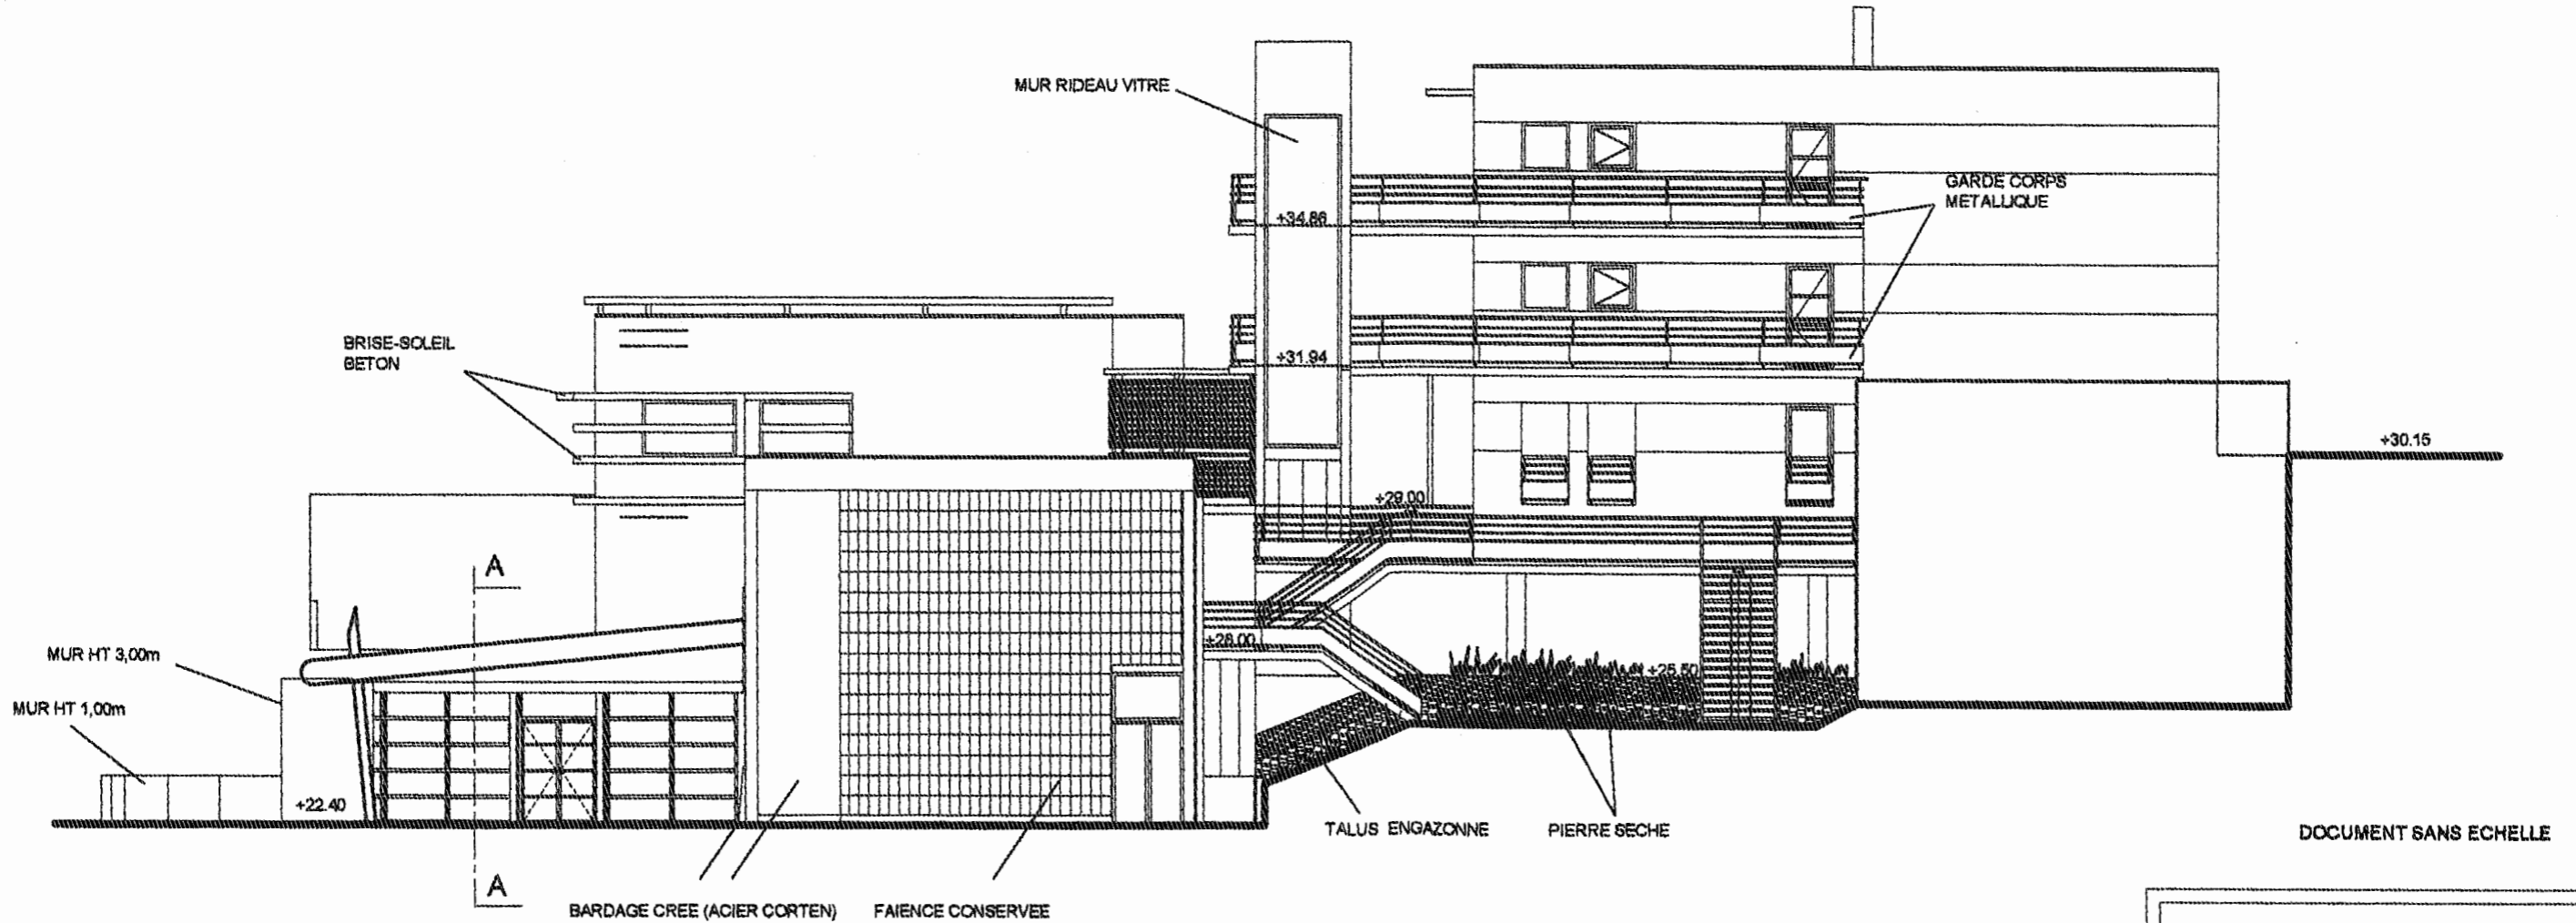 MUR RIDEAU VITRE
GARDE CORPS
METALLIQUE
+34.86
BRISE-SOLEIL
BETON
+31.94
+30.15
+29.00
A
+28.00
MUR HT 3,00m
+25.50
MUR HT 1,00m
+22.40
TALUS ENGAZONNE
PIERRE SECHE
DOCUMENT SANS ECHELLE
A
BARDAGE CREE (ACIER CORTEN)
FAIENCE CONSERVEE